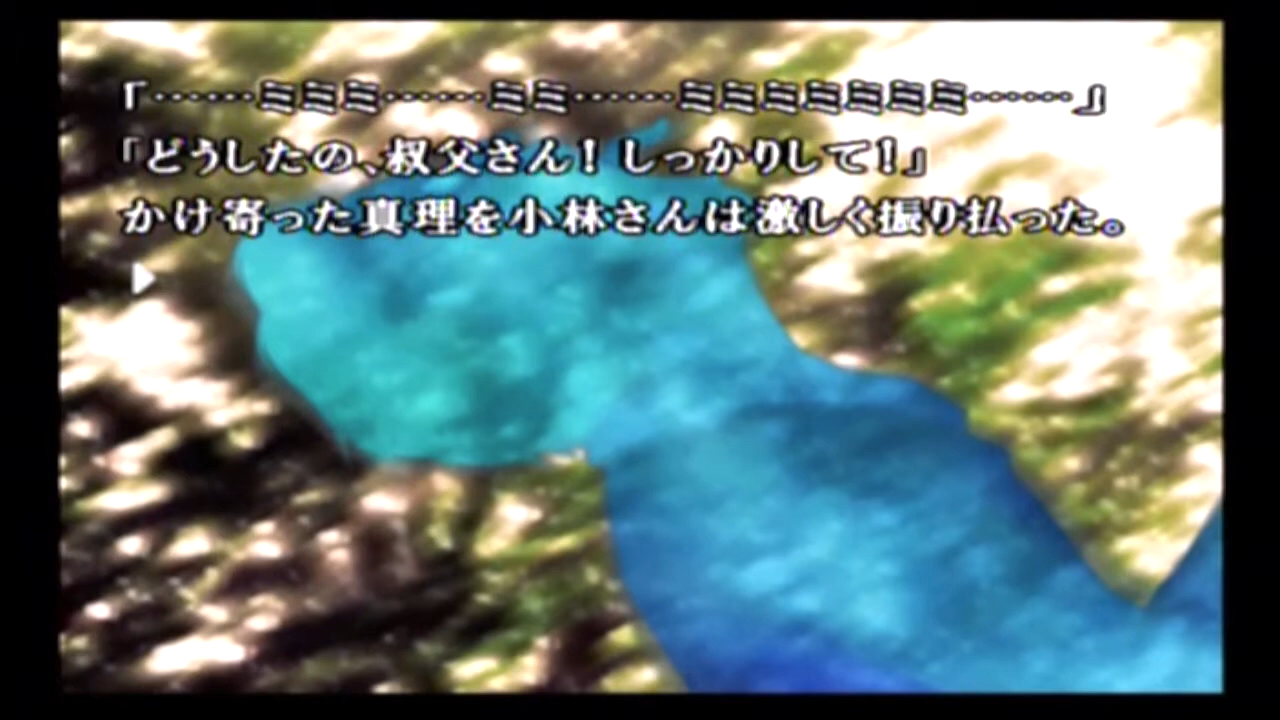 「……ミミミ……ミミ……ミミミミミミミ……」
「どうしたの、叔父さん！しっかりして！」
かけ寄った真理を小林さんは激しく振り払った。